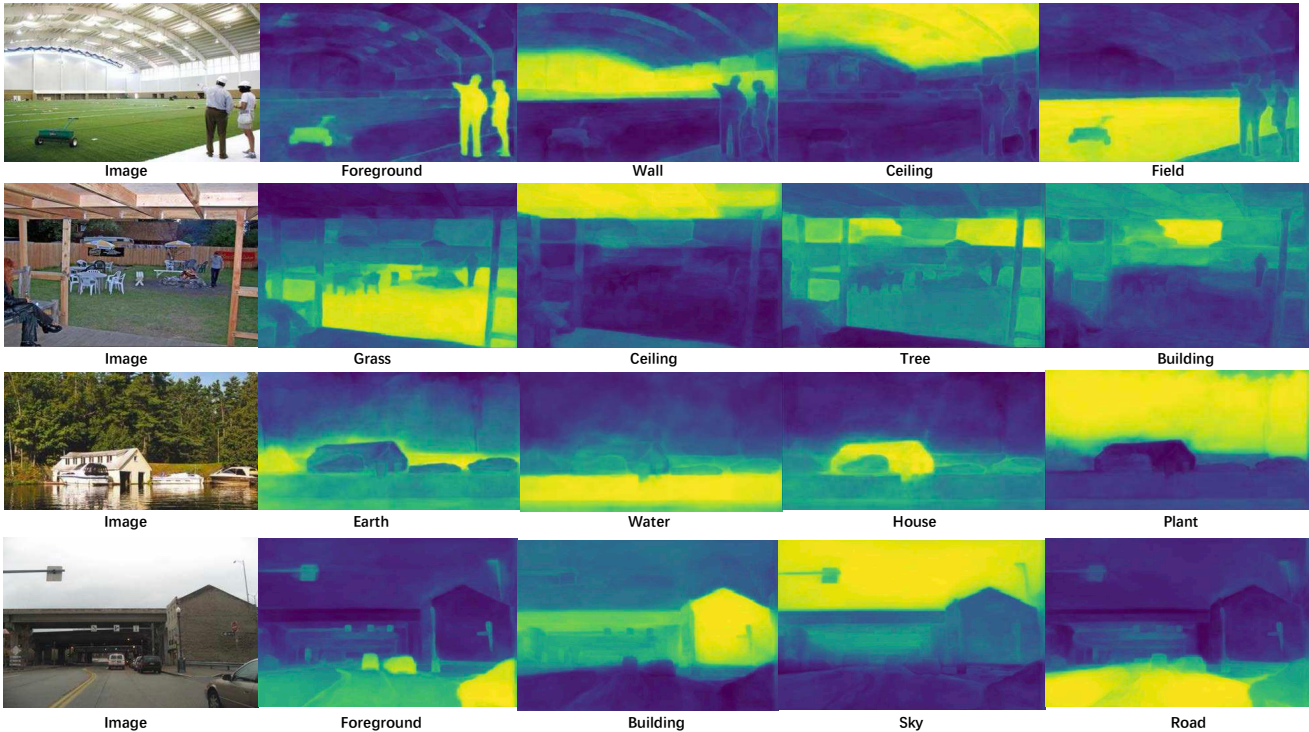 Image Foreground Wall Ceiling Field
Image Grass Ceiling Tree Building
Image Earth Water House Plant
Image Foreground Building Sky Road